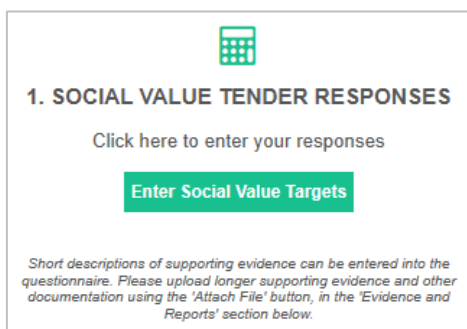 1. SOCIAL VALUE TENDER RESPONSES
Click here to enter your responses
Enter Social Value Targets
Short descriptions of supporting evidence can be entered into the
questionnaire. Please upload longer supporting evidence and other
documentation using the 'Attach File' button, in the 'Evidence and
Reports' section below.